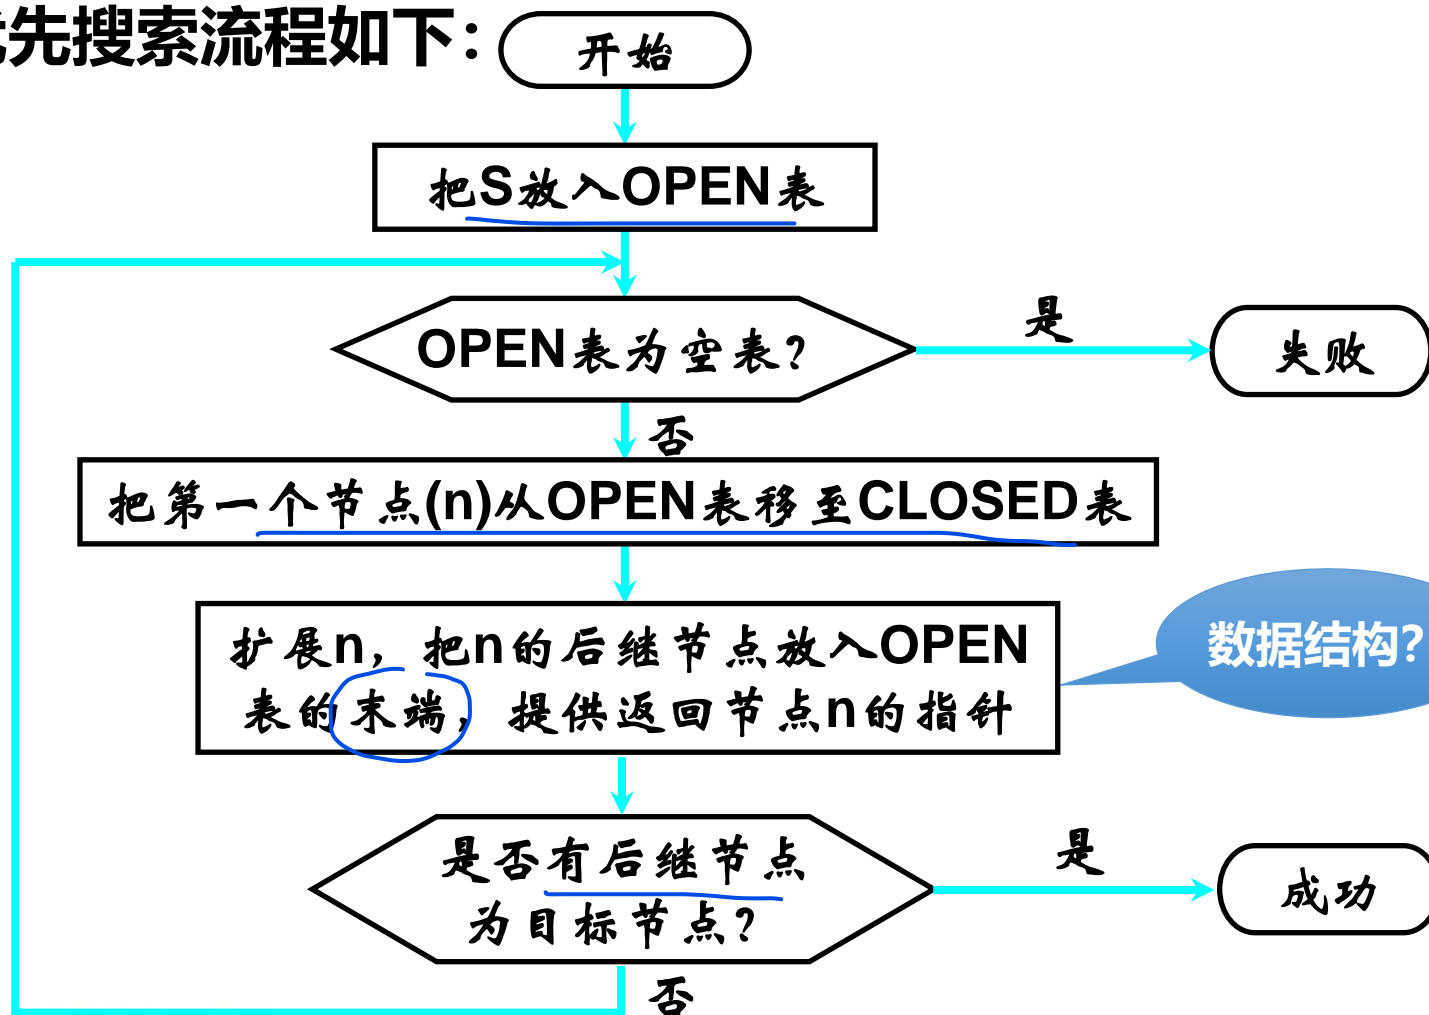 先搜索流程如下：
开始
把S放入OPEN表
OPEN表为空表?
是
失败
否
把第一个节点(n)从OPEN表移至CLOSED表
扩展n，把n的后继节点放入OPEN
表的末端，提供返回节点n的指针
数据结构?
是否有后继节点
为目标节点?
是
成功
否